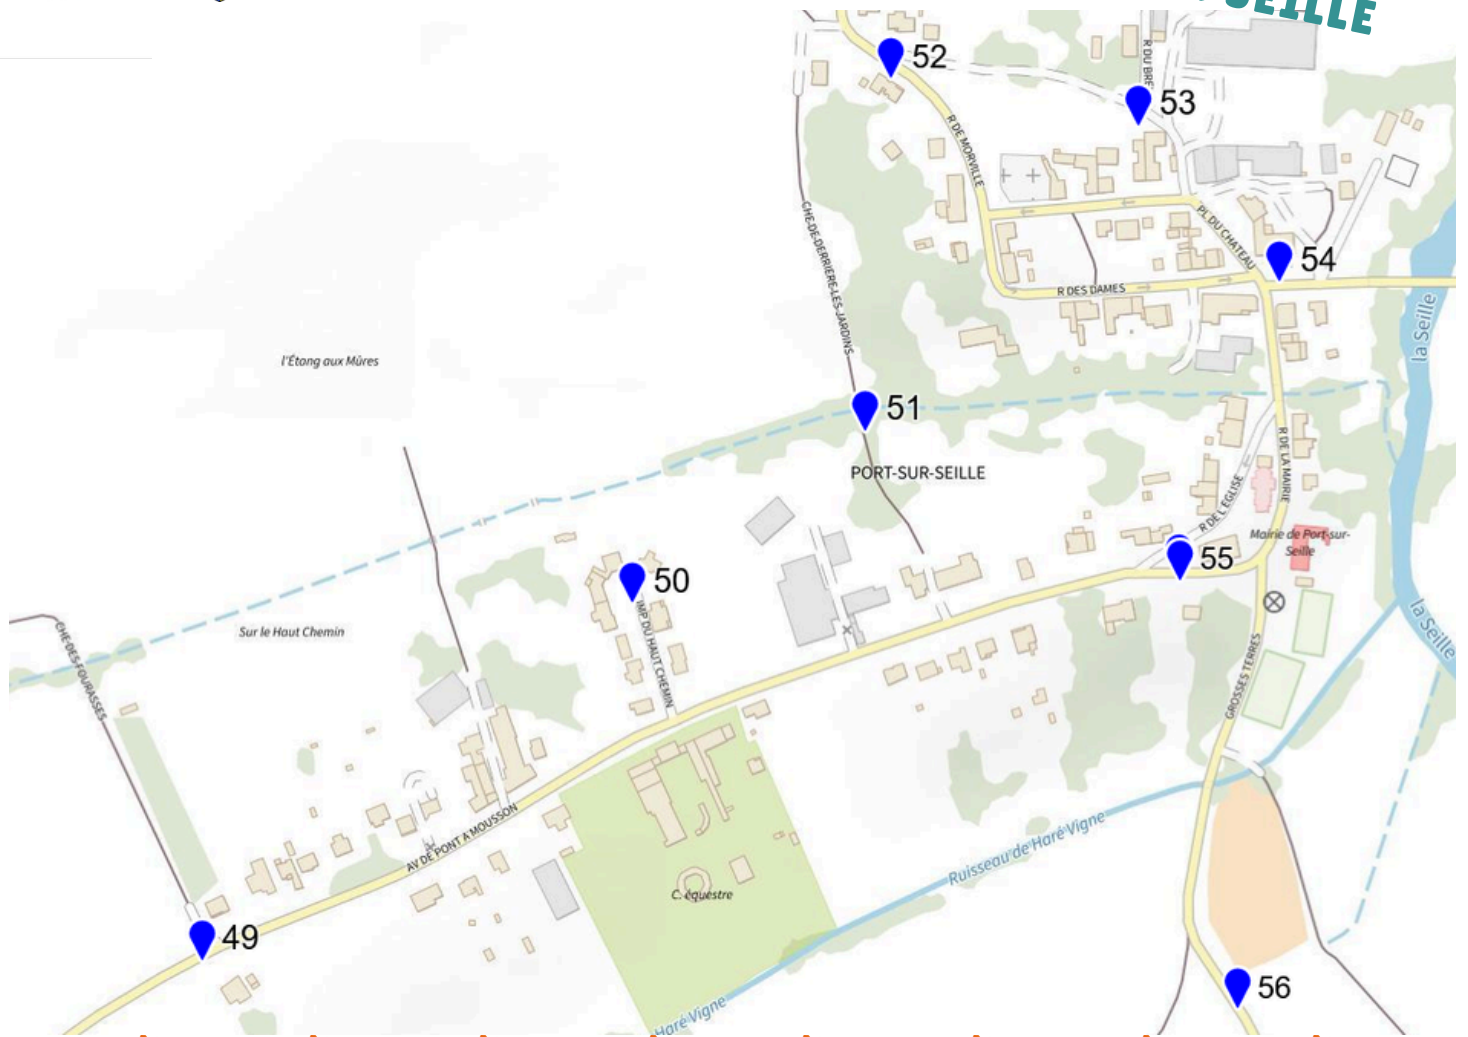 SEILLE
52
R DU BRE
53
R DE MORVILLE
CHE DE DERRIERE LES JARDINS
PL DU CHATEAU
54
R DES DAMES
la Seille
l'Étang aux Mûres
51
PORT-SUR-SEILLE
R DE LA MAIRIE
R DE L EGLISE
Mairie de Port-sur-
Seille
55
50
IMP DU HAUT CHEMIN
Sur le Haut Chemin
CHE DES FOURASSES
la Seille
GROSSES TERRES
AV DE PONT A MOUSSON
Ruisseau de Haré Vigne
C. équestre
49
56
Haré Vigne